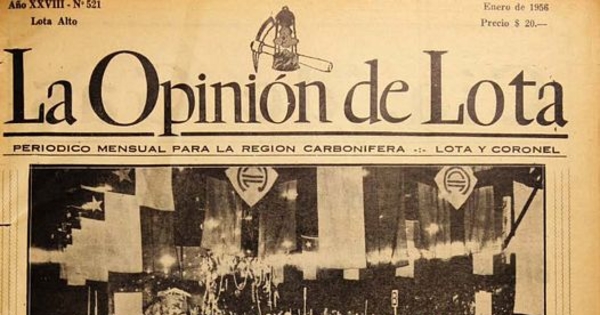 Año XXVIII - Nº 521
Lota Alto
Enero de 1956
Precio $ 20.—
La Opinión de Lota
PERIODICO MENSUAL PARA LA REGION CARBONIFERA -:- LOTA Y CORONEL
B